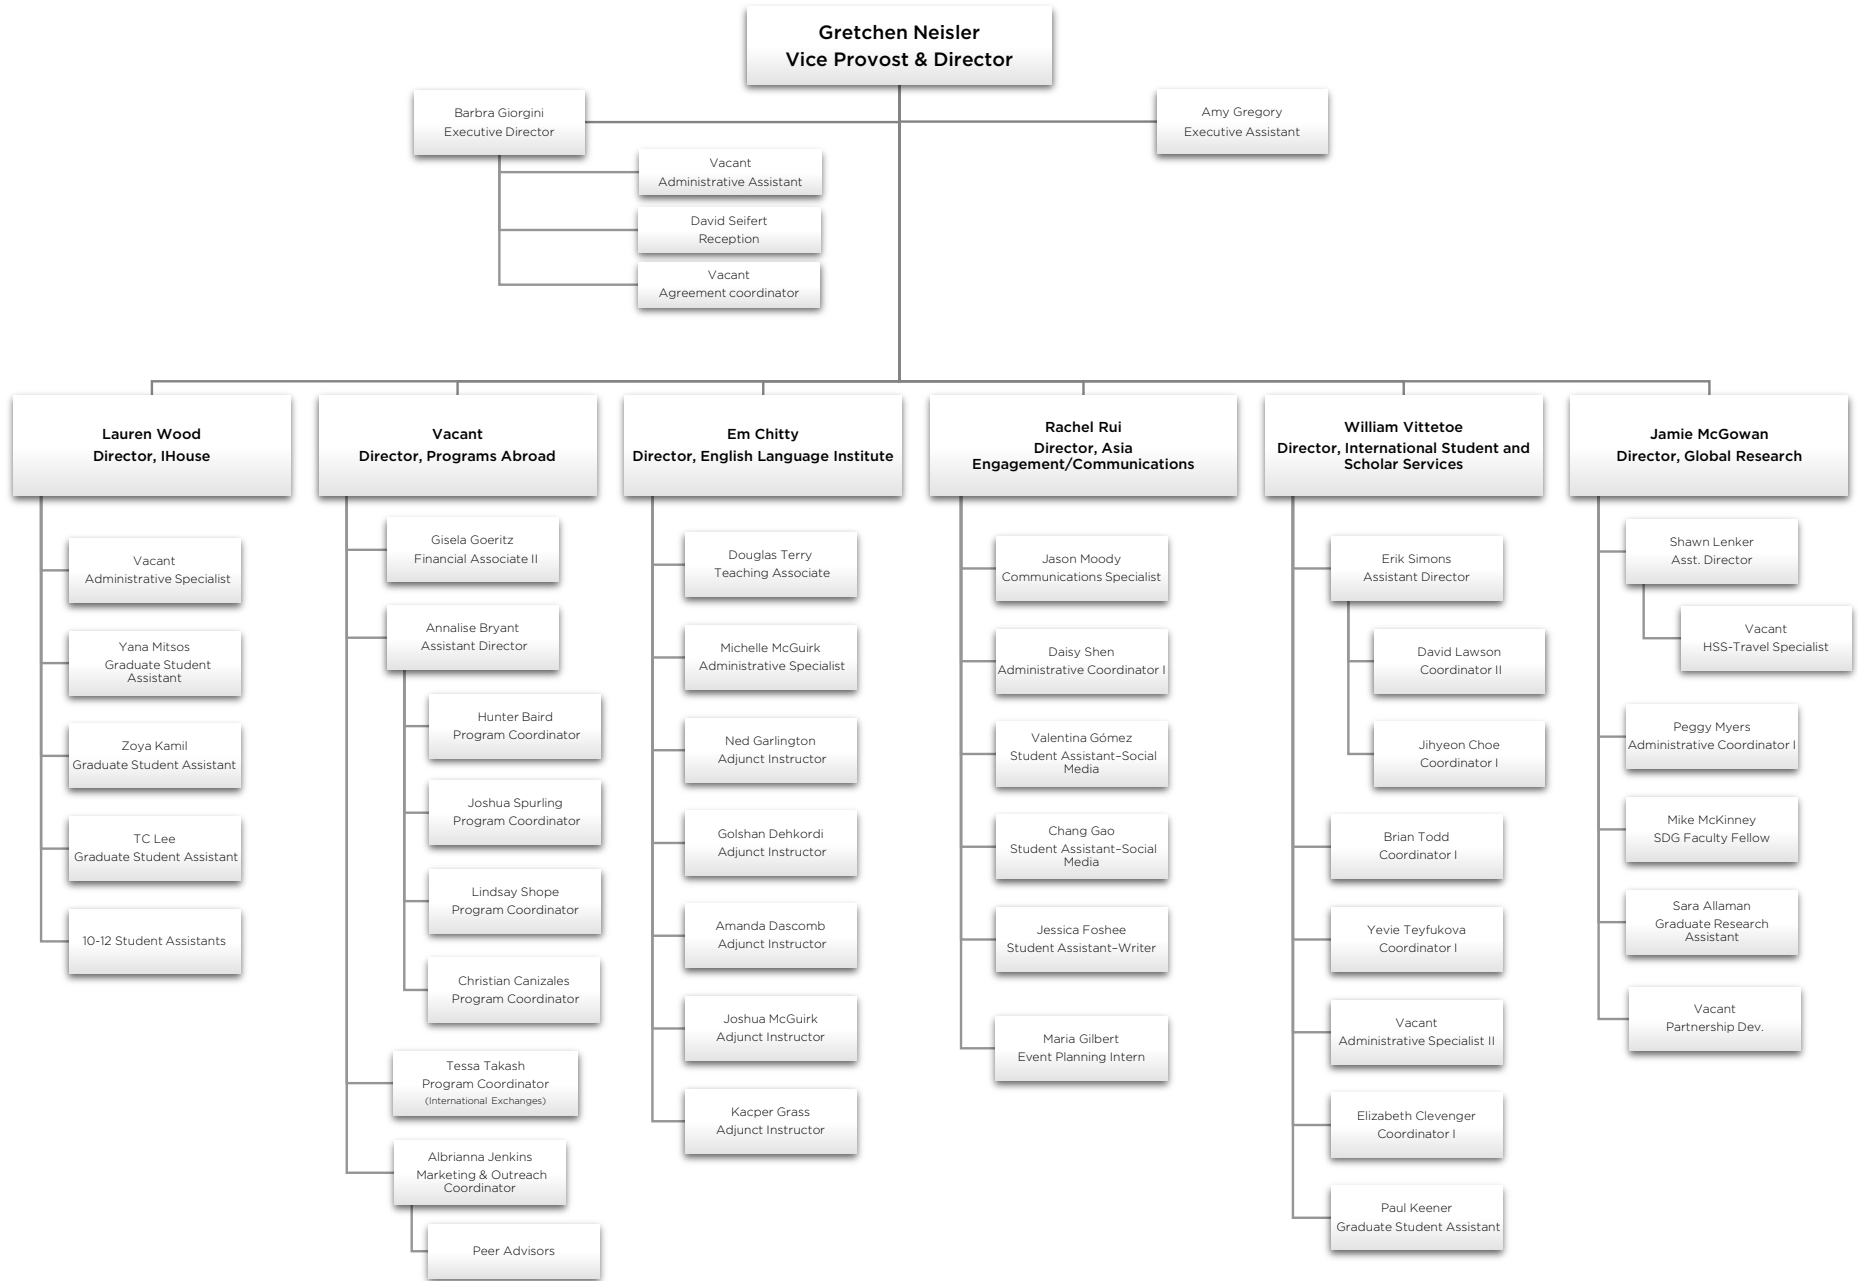 Gretchen Neisler
Vice Provost & Director
Barbra Giorgini
Executive Director
Amy Gregory
Executive Assistant
Vacant
Administrative Assistant
David Seifert
Reception
Vacant
Agreement coordinator
Lauren Wood
Director, IHouse
Vacant
Administrative Specialist
Yana Mitsos
Graduate Student
Assistant
Zoya Kamil
Graduate Student Assistant
TC Lee
Graduate Student Assistant
10-12 Student Assistants
Vacant
Director, Programs Abroad
Gisela Goeritz
Financial Associate II
Annalise Bryant
Assistant Director
Hunter Baird
Program Coordinator
Joshua Spurling
Program Coordinator
Lindsay Shope
Program Coordinator
Christian Canizales
Program Coordinator
Tessa Takash
Program Coordinator
(International Exchanges)
Albrianna Jenkins
Marketing & Outreach
Coordinator
Peer Advisors
Em Chitty
Director, English Language Institute
Douglas Terry
Teaching Associate
Michelle McGuirk
Administrative Specialist
Ned Garlington
Adjunct Instructor
Golshan Dehkordi
Adjunct Instructor
Amanda Dascomb
Adjunct Instructor
Joshua McGuirk
Adjunct Instructor
Kacper Grass
Adjunct Instructor
Rachel Rui
Director, Asia
Engagement/Communications
Jason Moody
Communications Specialist
Daisy Shen
Administrative Coordinator I
Valentina Gómez
Student Assistant–Social
Media
Chang Gao
Student Assistant–Social
Media
Jessica Foshee
Student Assistant–Writer
Maria Gilbert
Event Planning Intern
William Vittetoe
Director, International Student and
Scholar Services
Erik Simons
Assistant Director
David Lawson
Coordinator II
Jihyeon Choe
Coordinator I
Brian Todd
Coordinator I
Yevie Teyfukova
Coordinator I
Vacant
Administrative Specialist II
Elizabeth Clevenger
Coordinator I
Paul Keener
Graduate Student Assistant
Jamie McGowan
Director, Global Research
Shawn Lenker
Asst. Director
Vacant
HSS-Travel Specialist
Peggy Myers
Administrative Coordinator I
Mike McKinney
SDG Faculty Fellow
Sara Allaman
Graduate Research
Assistant
Vacant
Partnership Dev.